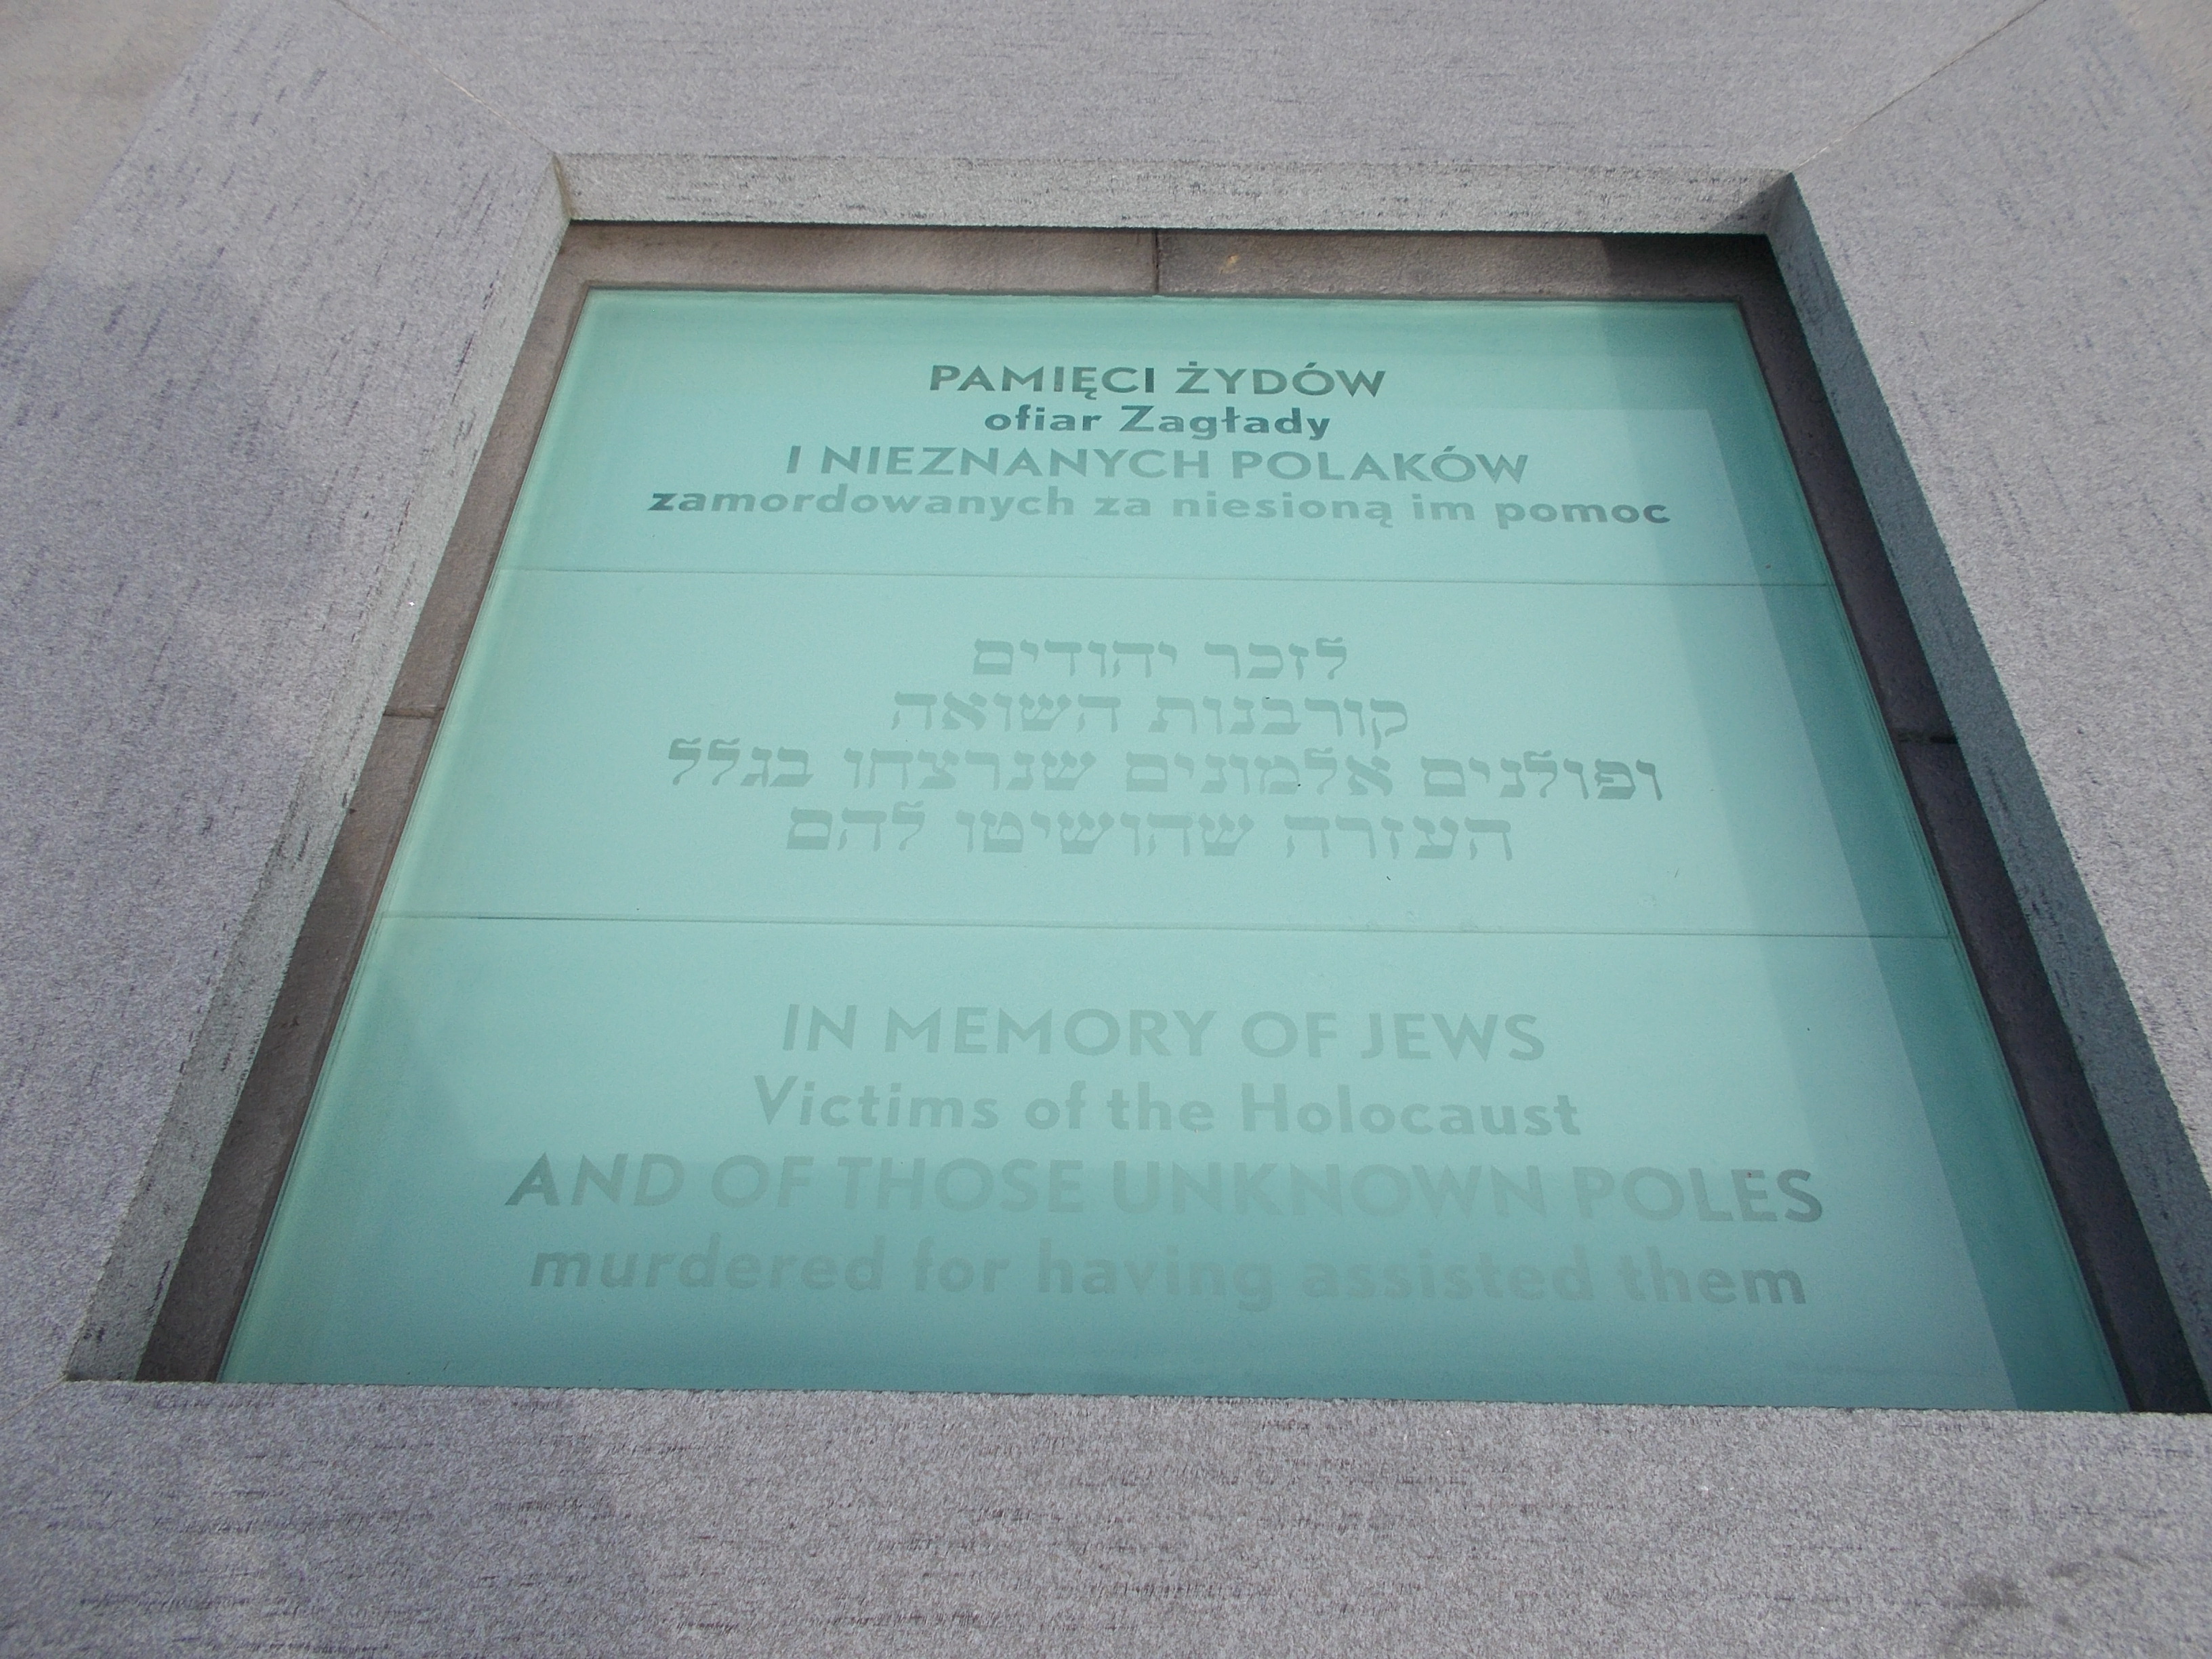 PAMIĘCI ŻYDÓW
ofiar Zagłady
I NIEZNANYCH POLAKÓW
zamordowanych za niesioną im pomoc
לזכר יהודים
קורבנות השואה
ופולנים אלמונים שנרצחו בגלל
העזרה שהושיטו להם
IN MEMORY OF JEWS
Victims of the Holocaust
AND OF THOSE UNKNOWN POLES
murdered for having assisted them